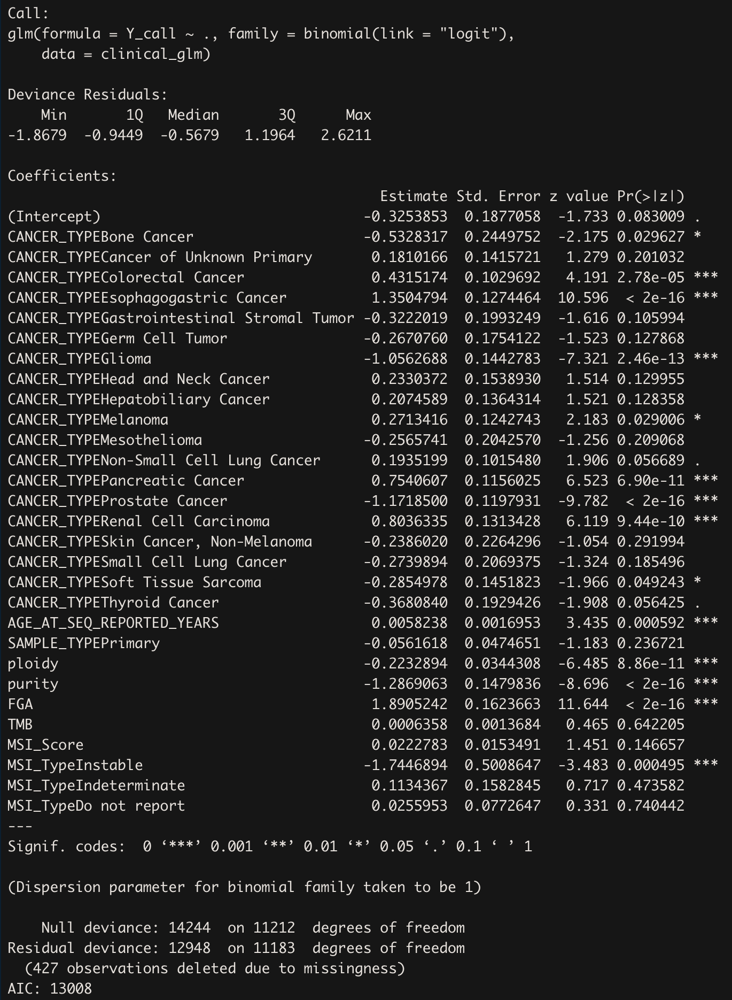 Call:
glm(formula = Y_call ~ ., family = binomial(link = "logit"),
    data = clinical_glm)

Deviance Residuals:
    Min       1Q   Median       3Q      Max
-1.8679  -0.9449  -0.5679   1.1964   2.6211

Coefficients:
                                            Estimate Std. Error z value Pr(>|z|)
(Intercept)                               -0.3253853  0.1877058  -1.733 0.083009 .
CANCER_TYPEBone Cancer                    -0.5328317  0.2449752  -2.175 0.029627 *
CANCER_TYPECancer of Unknown Primary       0.1810166  0.1415721   1.279 0.201032
CANCER_TYPEColorectal Cancer               0.4315174  0.1029692   4.191 2.78e-05 ***
CANCER_TYPEEsophagogastric Cancer          1.3504794  0.1274464  10.596  < 2e-16 ***
CANCER_TYPEGastrointestinal Stromal Tumor -0.3222019  0.1993249  -1.616 0.105994
CANCER_TYPEGerm Cell Tumor                -0.2670760  0.1754122  -1.523 0.127868
CANCER_TYPEGlioma                         -1.0562688  0.1442783  -7.321 2.46e-13 ***
CANCER_TYPEHead and Neck Cancer            0.2330372  0.1538930   1.514 0.129955
CANCER_TYPEHepatobiliary Cancer            0.2074589  0.1364314   1.521 0.128358
CANCER_TYPEMelanoma                        0.2713416  0.1242743   2.183 0.029006 *
CANCER_TYPEMesothelioma                   -0.2565741  0.2042570  -1.256 0.209068
CANCER_TYPENon-Small Cell Lung Cancer      0.1935199  0.1015480   1.906 0.056689 .
CANCER_TYPEPancreatic Cancer               0.7540607  0.1156025   6.523 6.90e-11 ***
CANCER_TYPEProstate Cancer                -1.1718500  0.1197931  -9.782  < 2e-16 ***
CANCER_TYPERenal Cell Carcinoma            0.8036335  0.1313428   6.119 9.44e-10 ***
CANCER_TYPESkin Cancer, Non-Melanoma      -0.2386020  0.2264296  -1.054 0.291994
CANCER_TYPESmall Cell Lung Cancer         -0.2739894  0.2069375  -1.324 0.185496
CANCER_TYPESoft Tissue Sarcoma            -0.2854978  0.1451823  -1.966 0.049243 *
CANCER_TYPEThyroid Cancer                 -0.3680840  0.1929426  -1.908 0.056425 .
AGE_AT_SEQ_REPORTED_YEARS                  0.0058238  0.0016953   3.435 0.000592 ***
SAMPLE_TYPEPrimary                        -0.0561618  0.0474651  -1.183 0.236721
ploidy                                    -0.2232894  0.0344308  -6.485 8.86e-11 ***
purity                                    -1.2869063  0.1479836  -8.696  < 2e-16 ***
FGA                                        1.8905242  0.1623663  11.644  < 2e-16 ***
TMB                                        0.0006358  0.0013684   0.465 0.642205
MSI_Score                                  0.0222783  0.0153491   1.451 0.146657
MSI_TypeInstable                          -1.7446894  0.5008647  -3.483 0.000495 ***
MSI_TypeIndeterminate                      0.1134367  0.1582845   0.717 0.473582
MSI_TypeDo not report                      0.0255953  0.0772647   0.331 0.740442
---
Signif. codes:  0 ‘***’ 0.001 ‘**’ 0.01 ‘*’ 0.05 ‘.’ 0.1 ‘ ’ 1

(Dispersion parameter for binomial family taken to be 1)

    Null deviance: 14244  on 11212  degrees of freedom
Residual deviance: 12948  on 11183  degrees of freedom
  (427 observations deleted due to missingness)
AIC: 13008